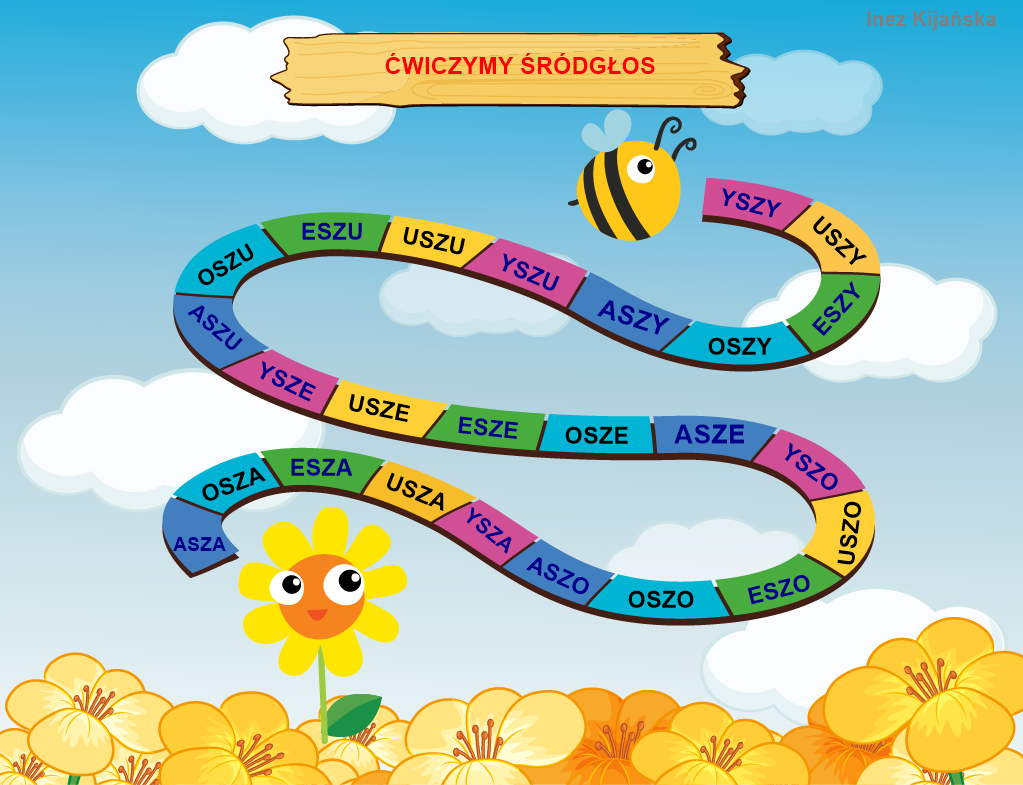 Inez Kijańska
ĆWICZYMY ŚRÓDGŁOS
YSZY
USZY
ESZY
OSZY
ASZY
YSZU
USZU
ESZU
OSZU
ASZU
YSZE
USZE
ESZE
OSZE
ASZE
YSZO
USZO
ESZO
OSZO
ASZO
YSZA
USZA
ESZA
OSZA
ASZA